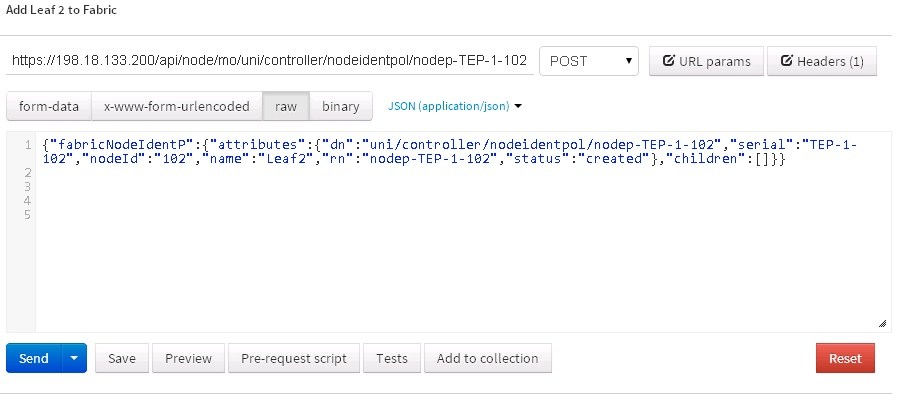 Add Leaf 2 to Fabric
https://198.18.133.200/api/node/mo/uni/controller/nodeidentpol/nodep-TEP-1-102 POST URL params Headers (1)
form-data x-www-form-urlencoded raw binary JSON (application/json)
1 {"fabricNodeIdentP":{"attributes":{"dn":"uni/controller/nodeidentpol/nodep-TEP-1-102","serial":"TEP-1-
102","nodeId":"102","name":"Leaf2","rn":"nodep-TEP-1-102","status":"created"},"children":[]}}
2
3
4
5
Send Save Preview Pre-request script Tests Add to collection Reset